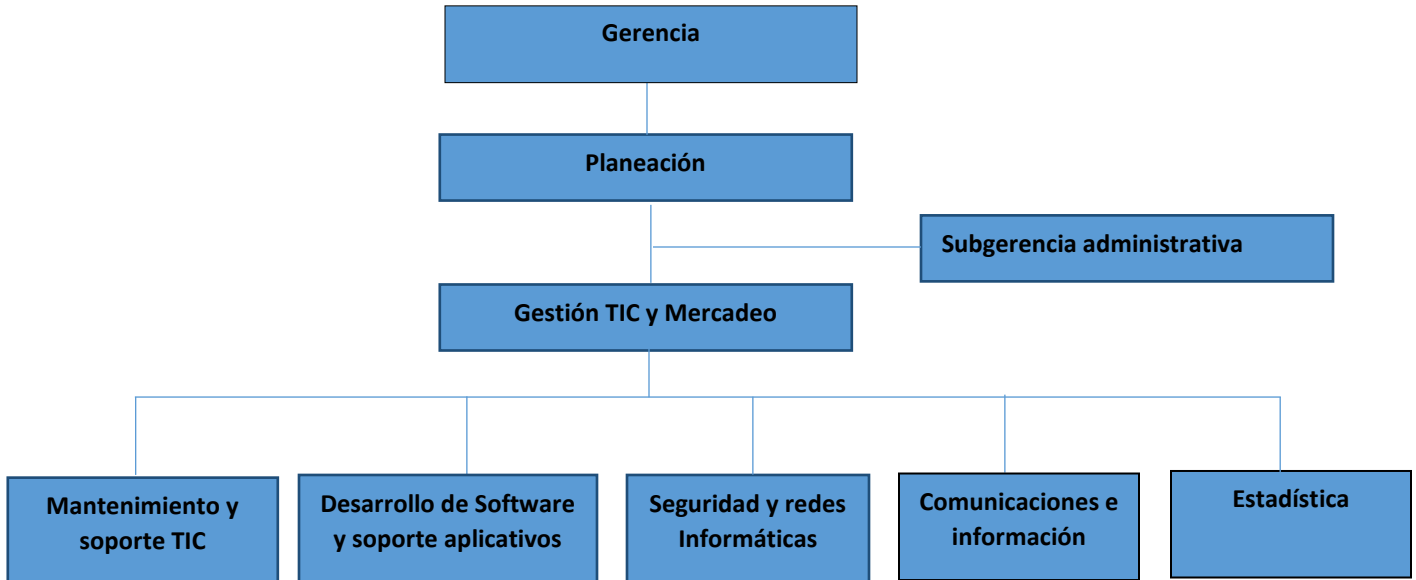 Gerencia
Planeación
Subgerencia administrativa
Gestión TIC y Mercadeo
Mantenimiento y
soporte TIC
Desarrollo de Software
y soporte aplicativos
Seguridad y redes
Informáticas
Comunicaciones e
información
Estadística